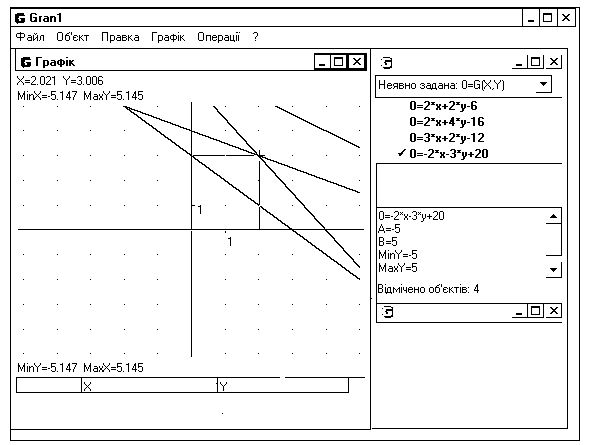 Gran1
Файл Об'єкт Правка Графік Операції ?
Графік
X=2.021 Y=3.006
MinX=-5.147 MaxX=5.145
1
1
MinY=-5.147 MaxX=5.145
X Y
Неявно задана: 0=G(X,Y)
0=2*x+2*y-6
0=2*x+4*y-16
0=3*x+2*y-12
✓ 0=-2*x-3*y+20
0=-2*x-3*y+20
A=-5
B=5
MinY=-5
MaxY=5
Відмічено об'єктів: 4